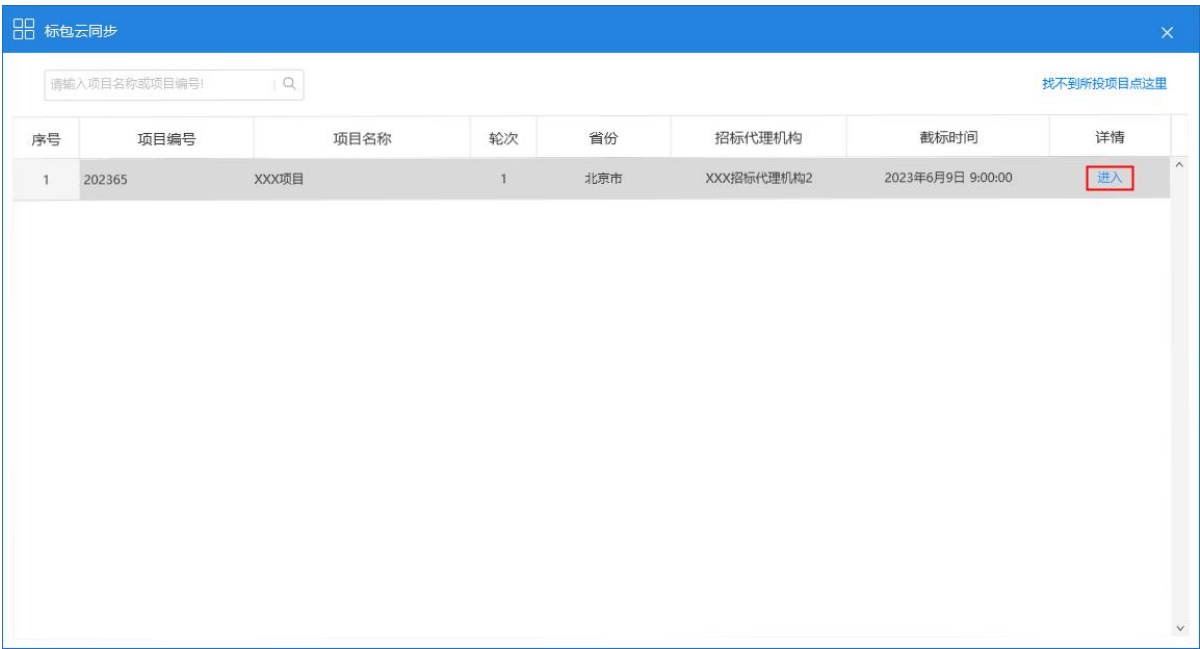 标包云同步
请输入项目名称或项目编号!
找不到所投项目点这里
序号 项目编号 项目名称 轮次 省份 招标代理机构 截标时间 详情
1 202365 XXX项目 1 北京市 XXX招标代理机构2 2023年6月9日 9:00:00 进入